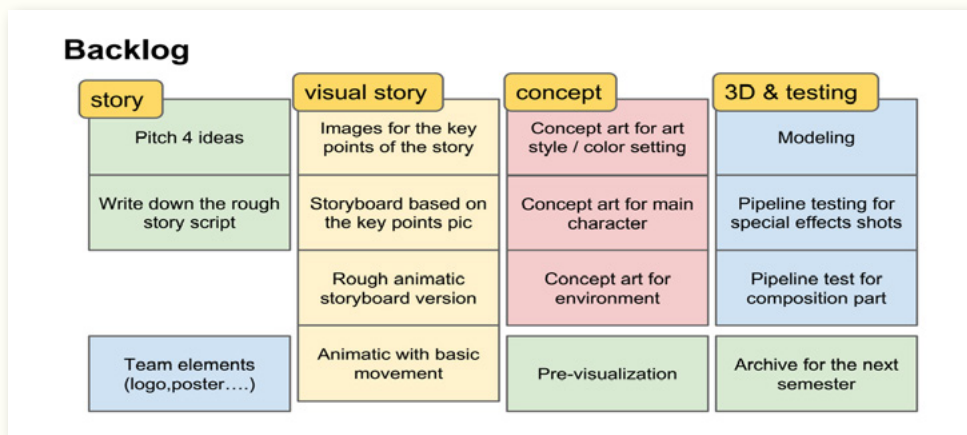 Backlog
story
Pitch 4 ideas
Write down the rough
story script
Team elements
(logo,poster….)
visual story
Images for the key
points of the story
Storyboard based on
the key points pic
Rough animatic
storyboard version
Animatic with basic
movement
concept
Concept art for art
style / color setting
Concept art for main
character
Concept art for
environment
Pre-visualization
3D & testing
Modeling
Pipeline testing for
special effects shots
Pipeline test for
composition part
Archive for the next
semester